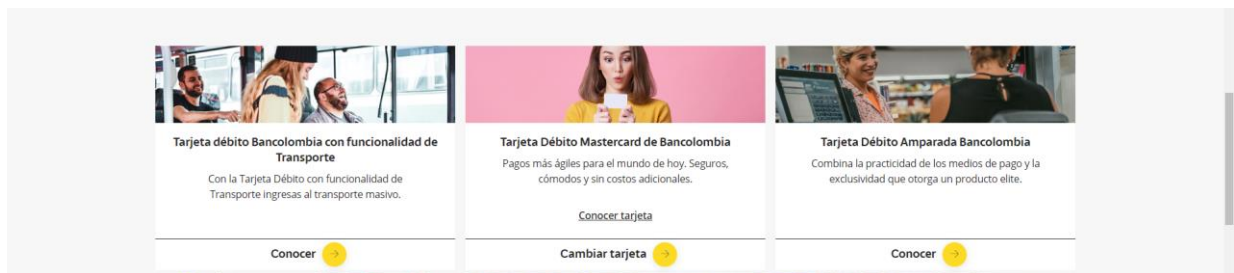 Tarjeta débito Bancolombia con funcionalidad de
Transporte
Con la Tarjeta Débito con funcionalidad de
Transporte ingresas al transporte masivo.
Conocer
Tarjeta Débito Mastercard de Bancolombia
Pagos más ágiles para el mundo de hoy. Seguros,
cómodos y sin costos adicionales.
Conocer tarjeta
Cambiar tarjeta
Tarjeta Débito Amparada Bancolombia
Combina la practicidad de los medios de pago y la
exclusividad que otorga un producto elite.
Conocer